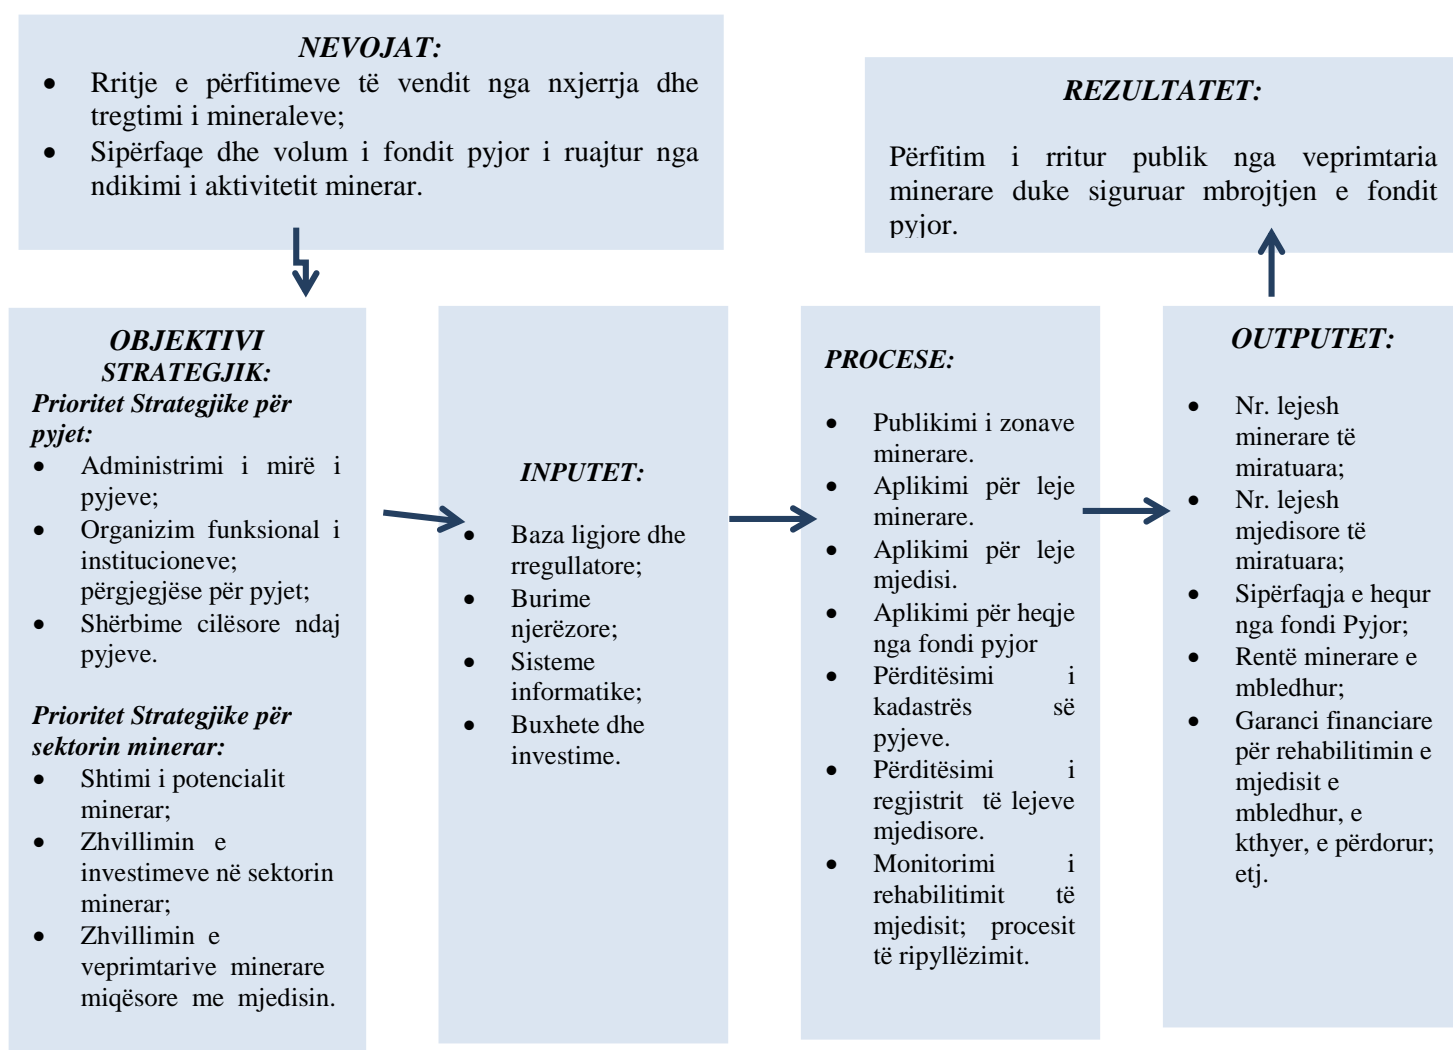 NEVOJAT:
• Rritje e përfitimeve të vendit nga nxjerrja dhe
tregtimi i mineraleve;
• Sipërfaqe dhe volum i fondit pyjor i ruajtur nga
ndikimi i aktivitetit minerar.
REZULTATET:
Përfitim i rritur publik nga veprimtaria
minerare duke siguruar mbrojtjen e fondit
pyjor.
OBJEKTIVI
STRATEGJIK:
Prioritet Strategjike për
pyjet:
• Administrimi i mirë i
pyjeve;
• Organizim funksional i
institucioneve;
përgjegjëse për pyjet;
• Shërbime cilësore ndaj
pyjeve.
Prioritet Strategjike për
sektorin minerar:
• Shtimi i potencialit
minerar;
• Zhvillimin e
investimeve në sektorin
minerar;
• Zhvillimin e
veprimtarive minerare
miqësore me mjedisin.
INPUTET:
• Baza ligjore dhe
rregullatore;
• Burime
njerëzore;
• Sisteme
informatike;
• Buxhete dhe
investime.
PROCESE:
• Publikimi i zonave
minerare.
• Aplikimi për leje
minerare.
• Aplikimi për leje
mjedisi.
• Aplikimi për heqje
nga fondi pyjor
• Përditësimi i
kadastrës së
pyjeve.
• Përditësimi i
regjistrit të lejeve
mjedisore.
• Monitorimi i
rehabilitimit të
mjedisit; procesit
të ripyllëzimit.
OUTPUTET:
• Nr. lejesh
minerare të
miratuara;
• Nr. lejesh
mjedisore të
miratuara;
• Sipërfaqja e hequr
nga fondi Pyjor;
• Rentë minerare e
mbledhur;
• Garanci financiare
për rehabilitimin e
mjedisit e
mbledhur, e
kthyer, e përdorur;
etj.